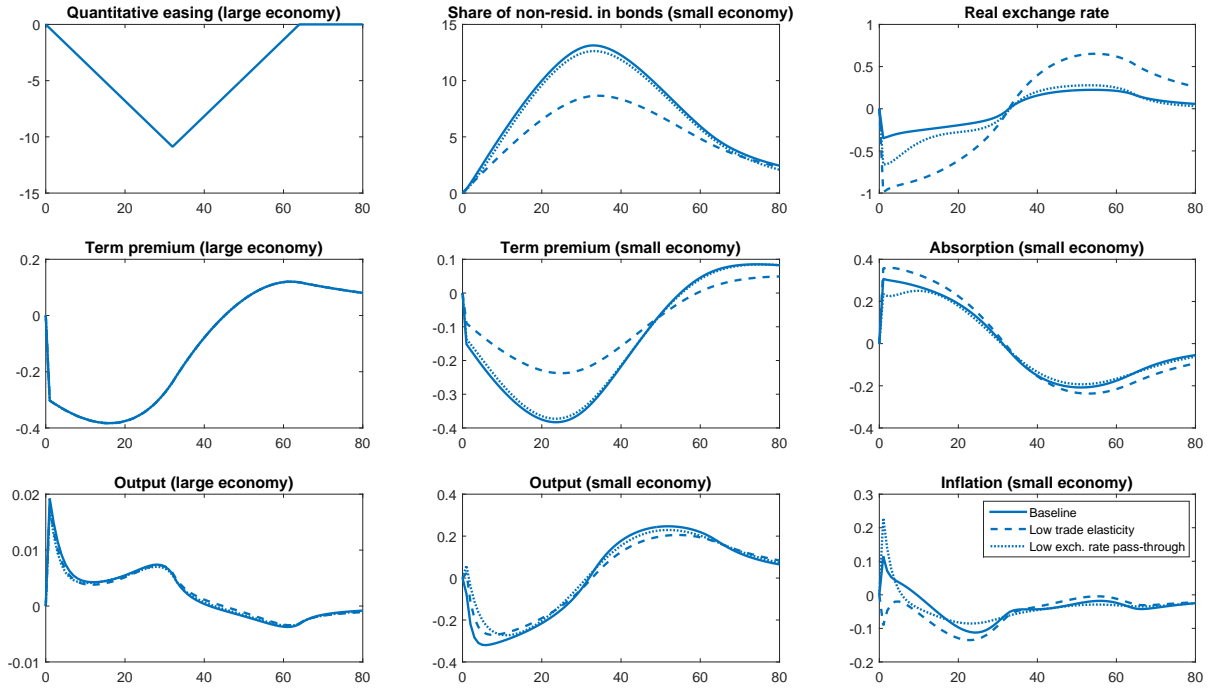 Quantitative easing (large economy)
0
-5
-10
-15
0 20 40 60 80
Share of non-resid. in bonds (small economy)
15
10
5
0
0 20 40 60 80
Real exchange rate
1
0.5
0
-0.5
-1
0 20 40 60 80
Term premium (large economy)
0.2
0
-0.2
-0.4
0 20 40 60 80
Term premium (small economy)
0.1
0
-0.1
-0.2
-0.3
-0.4
0 20 40 60 80
Absorption (small economy)
0.4
0.2
0
-0.2
-0.4
0 20 40 60 80
Output (large economy)
0.02
0.01
0
-0.01
0 20 40 60 80
Output (small economy)
0.4
0.2
0
-0.2
-0.4
0 20 40 60 80
Inflation (small economy)
0.3
0.2
0.1
0
-0.1
-0.2
0 20 40 60 80
Baseline
Low trade elasticity
Low exch. rate pass-through